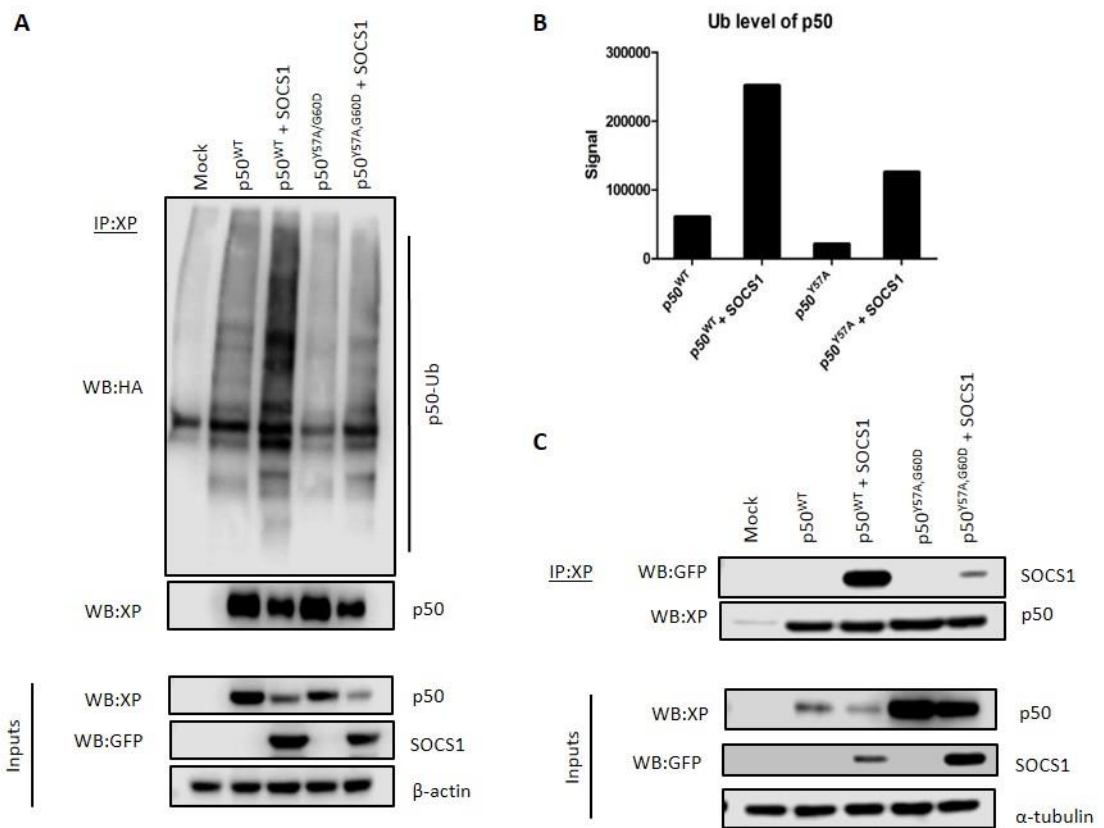 A
Mock
p50WT
p50WT + SOCS1
p50Y57A/G60D
p50Y57A,G60D + SOCS1
IP:XP
WB:HA
p50-Ub
WB:XP
p50
Inputs
WB:XP
p50
WB:GFP
SOCS1
β-actin
B
Ub level of p50
Signal
300000
200000
100000
0
p50WT
p50WT + SOCS1
p50Y57A
p50Y57A + SOCS1
C
Mock
p50WT
p50WT + SOCS1
p50Y57A,G60D
p50Y57A,G60D + SOCS1
IP:XP
WB:GFP
SOCS1
WB:XP
p50
Inputs
WB:XP
p50
WB:GFP
SOCS1
α-tubulin